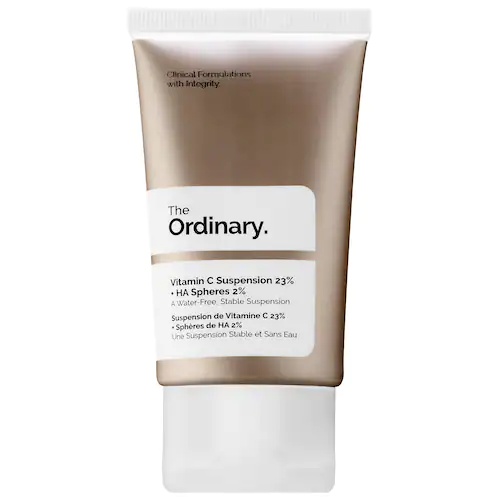 Clinical Formulations
with Integrity.
The
Ordinary.
Vitamin C Suspension 23%
+ HA Spheres 2%
A Water-Free, Stable Suspension
Suspension de Vitamine C 23%
+ Sphères de HA 2%
Une Suspension Stable et Sans Eau